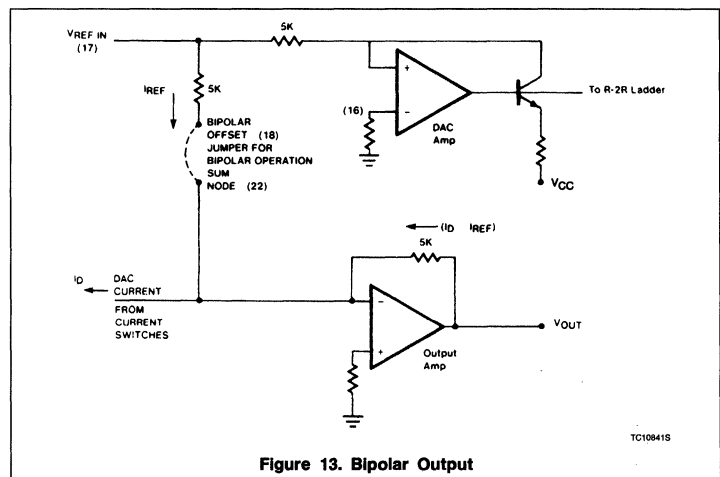 VREF IN
(17)
5K
IREF
5K
BIPOLAR
OFFSET (18)
JUMPER FOR
BIPOLAR OPERATION
SUM
NODE (22)
+
(16)
−
DAC
Amp
To R-2R Ladder
VCC
(ID IREF)
5K
ID
DAC
CURRENT
FROM
CURRENT
SWITCHES
−
+
Output
Amp
VOUT
TC10841S
Figure 13. Bipolar Output